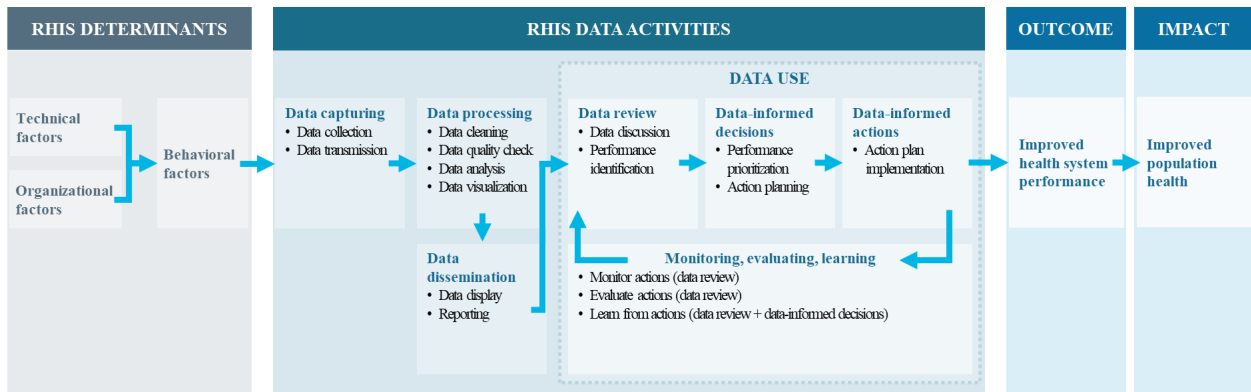 RHIS DETERMINANTS
RHIS DATA ACTIVITIES
OUTCOME
IMPACT
Technical
factors
Organizational
factors
Behavioral
factors
Data capturing
• Data collection
• Data transmission
Data processing
• Data cleaning
• Data quality check
• Data analysis
• Data visualization
Data
dissemination
• Data display
• Reporting
DATA USE
Data review
• Data discussion
• Performance
identification
Data-informed
decisions
• Performance
prioritization
• Action planning
Data-informed
actions
• Action plan
implementation
Monitoring, evaluating, learning
• Monitor actions (data review)
• Evaluate actions (data review)
• Learn from actions (data review + data-informed decisions)
Improved
health system
performance
Improved
population
health